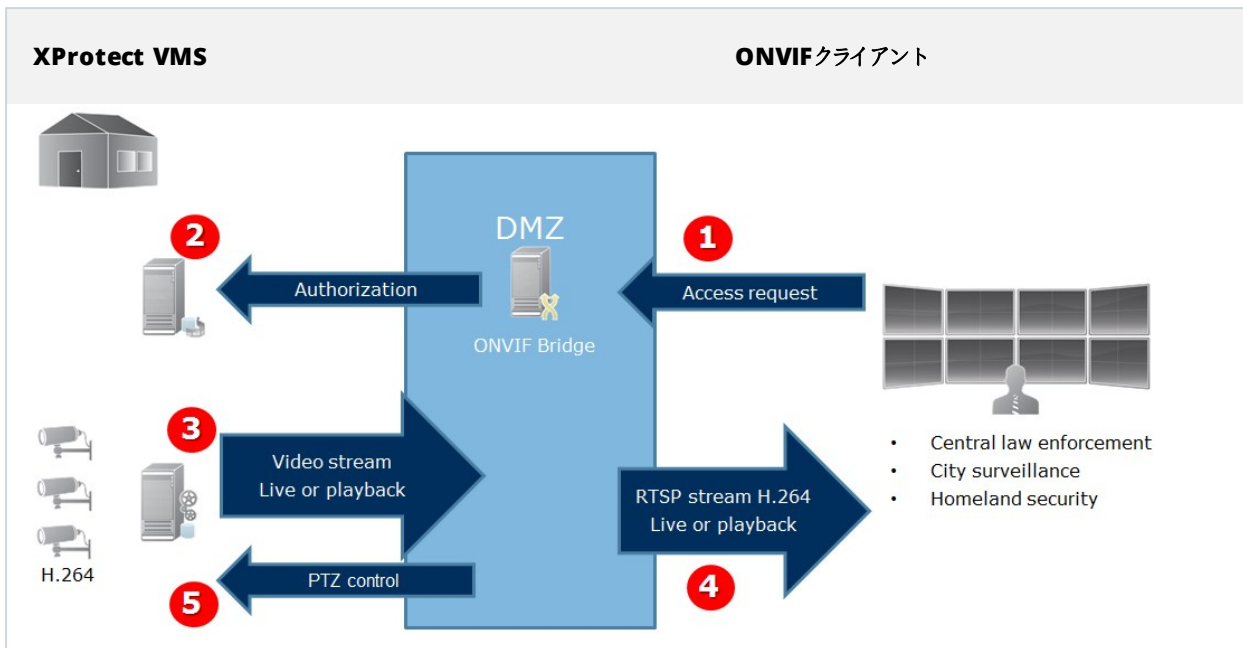 XProtect VMS
ONVIFクライアント
DMZ
2
1
Authorization
Access request
ONVIF Bridge
3
Video stream
Live or playback
RTSP stream H.264
Live or playback
• Central law enforcement
• City surveillance
• Homeland security
H.264
PTZ control
5
4